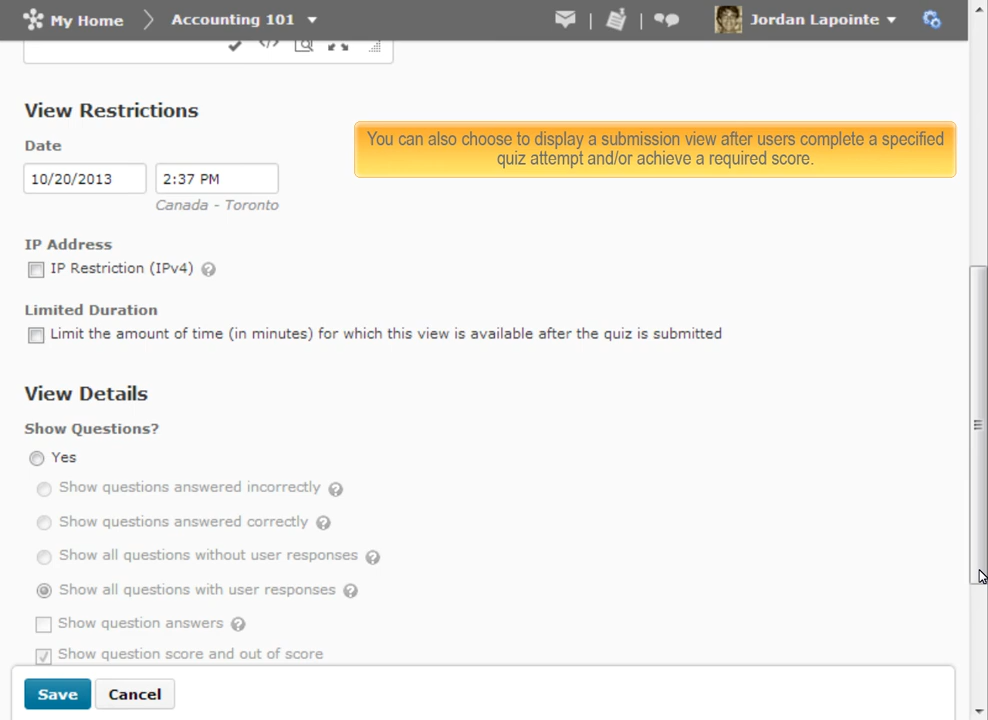 My Home
Accounting 101
Jordan Lapointe
View Restrictions
You can also choose to display a submission view after users complete a specified
quiz attempt and/or achieve a required score.
Date
10/20/2013
2:37 PM
Canada - Toronto
IP Address
IP Restriction (IPv4) ?
Limited Duration
Limit the amount of time (in minutes) for which this view is available after the quiz is submitted
View Details
Show Questions?
Yes
Show questions answered incorrectly ?
Show questions answered correctly ?
Show all questions without user responses ?
Show all questions with user responses ?
Show question answers ?
Show question score and out of score
Save
Cancel